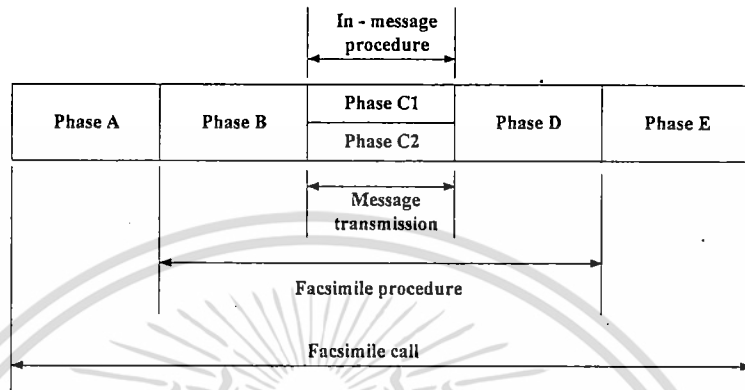 In - message
procedure
Phase A
Phase B
Phase C1
Phase C2
Phase D
Phase E
Message
transmission
Facsimile procedure
Facsimile call